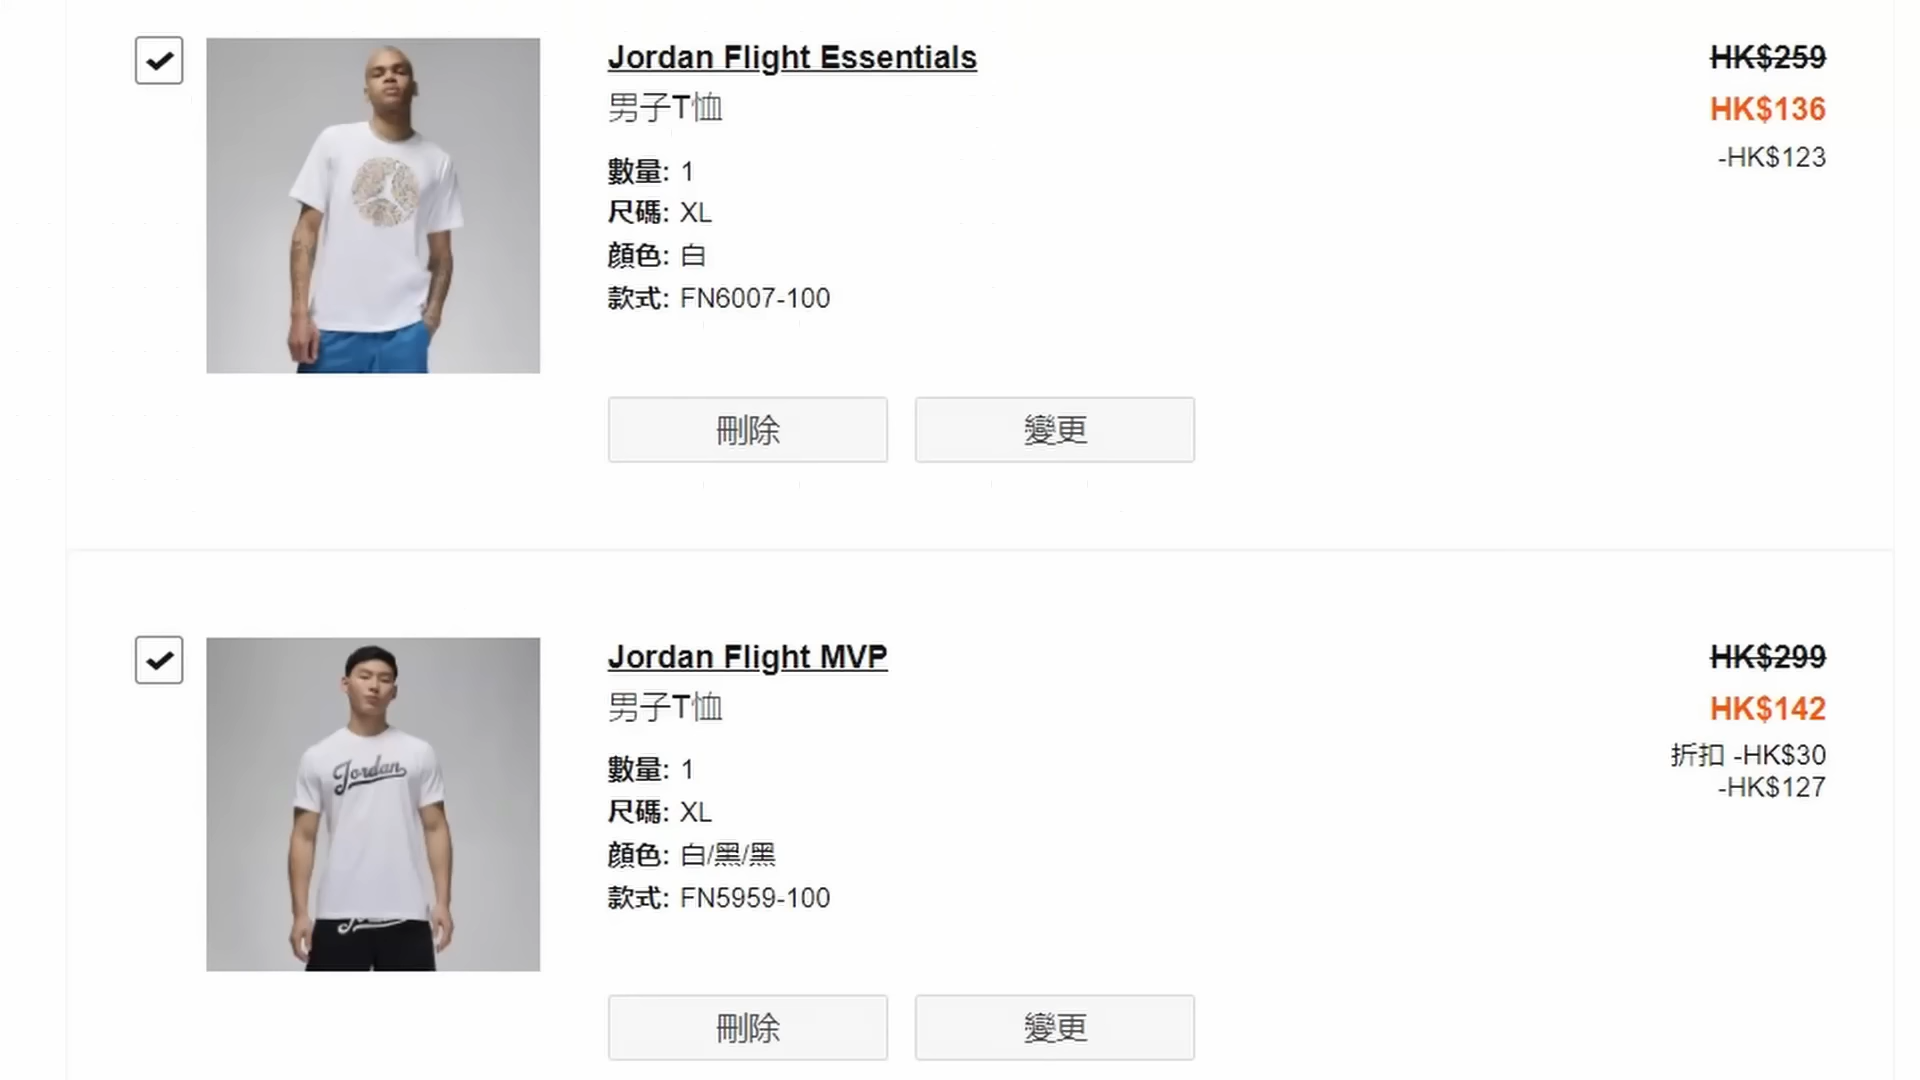 Jordan Flight Essentials
HK$259
男子T恤
HK$136
-HK$123
數量: 1
尺碼: XL
顏色: 白
款式: FN6007-100
刪除
變更
Jordan Flight MVP
HK$299
男子T恤
HK$142
折扣 -HK$30
-HK$127
數量: 1
尺碼: XL
顏色: 白/黑/黑
款式: FN5959-100
Jordan
刪除
變更